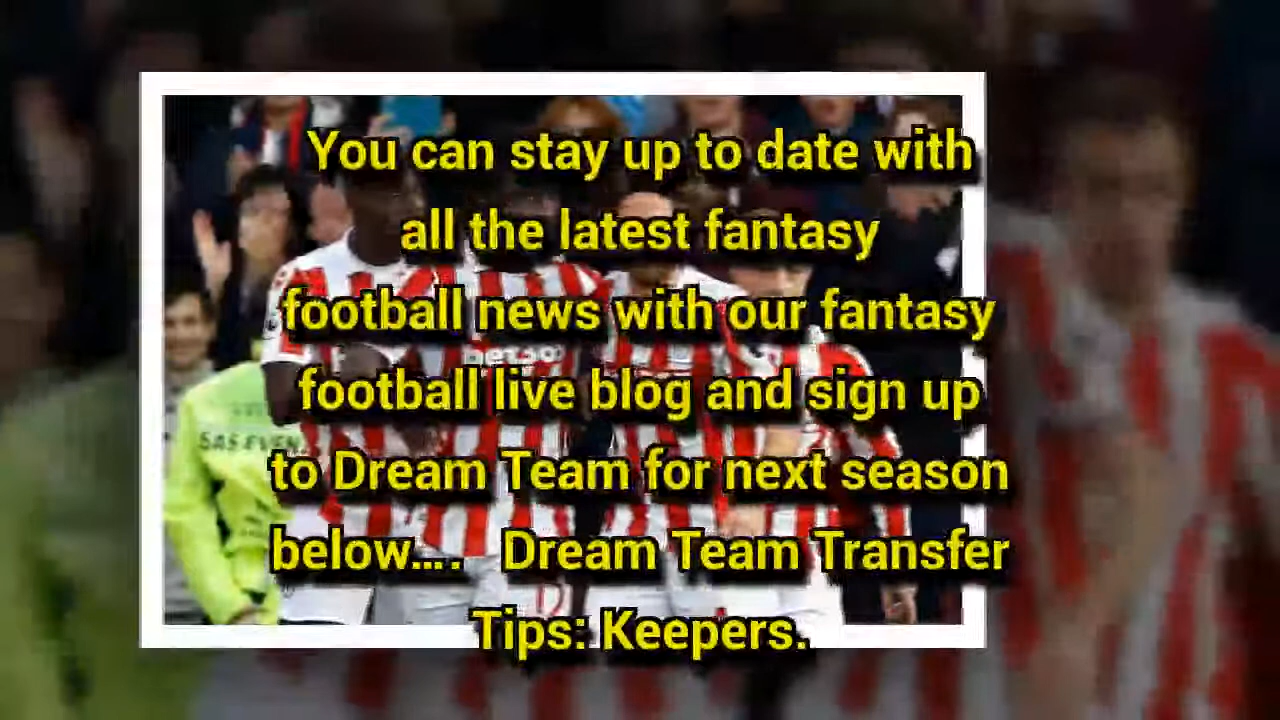 You can stay up to date with
all the latest fantasy
football news with our fantasy
football live blog and sign up
to Dream Team for next season
below.... Dream Team Transfer
Tips: Keepers.
bet365